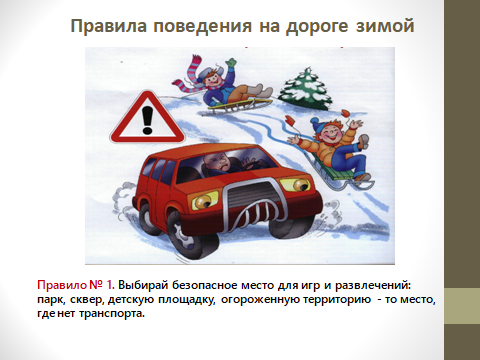 Правила поведения на дороге зимой
Правило № 1. Выбирай безопасное место для игр и развлечений:
парк, сквер, детскую площадку, огороженную территорию - то место,
где нет транспорта.